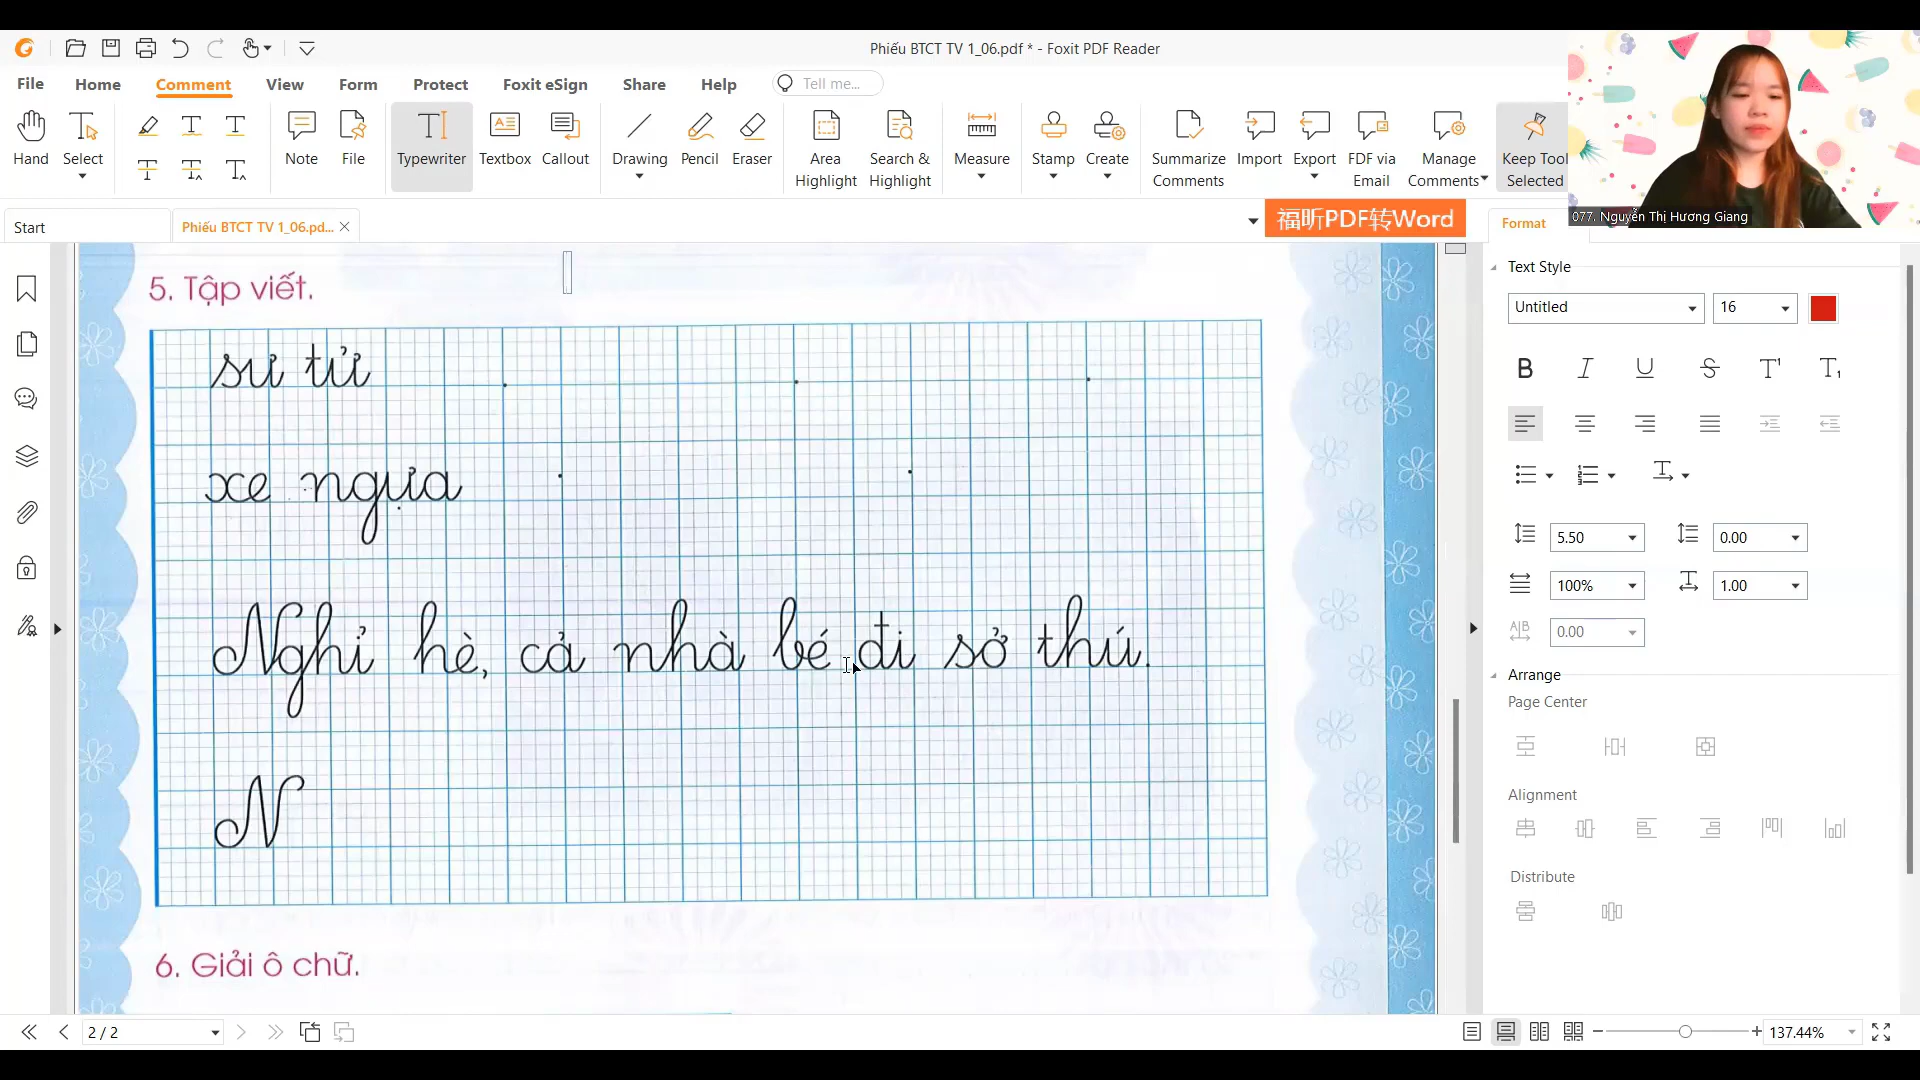 Phiếu BTCT TV 1_06.pdf * - Foxit PDF Reader
File Home Comment View Form Protect Foxit eSign Share Help Tell me...
Hand Select Note File Typewriter Textbox Callout Drawing Pencil Eraser Area Highlight Search & Highlight Measure Stamp Create Summarize Comments Import Export FDF via Email Manage Comments Keep Tool Selected
077. Nguyễn Thị Hương Giang
Start Phiếu BTCT TV 1_06.pd... 福昕PDF转Word Format
5. Tập viết.
sư tử
xe ngựa
Nghỉ hè, cả nhà bé đi sở thú.
N
6. Giải ô chữ.
Text Style
Untitled 16
5.50 0.00
100% 1.00
0.00
Arrange
Page Center
Alignment
Distribute
2 / 2 137.44%